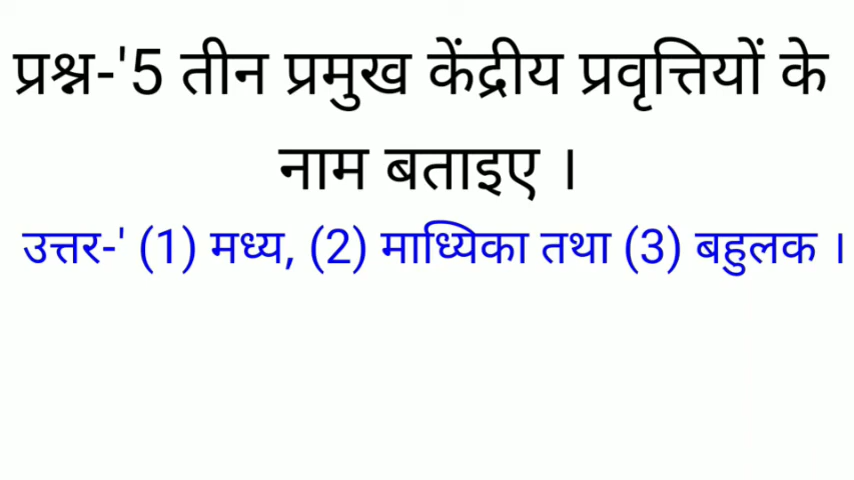 प्रश्न-'5 तीन प्रमुख केंद्रीय प्रवृत्तियों के
नाम बताइए ।
उत्तर-' (1) मध्य, (2) माध्यिका तथा (3) बहुलक ।